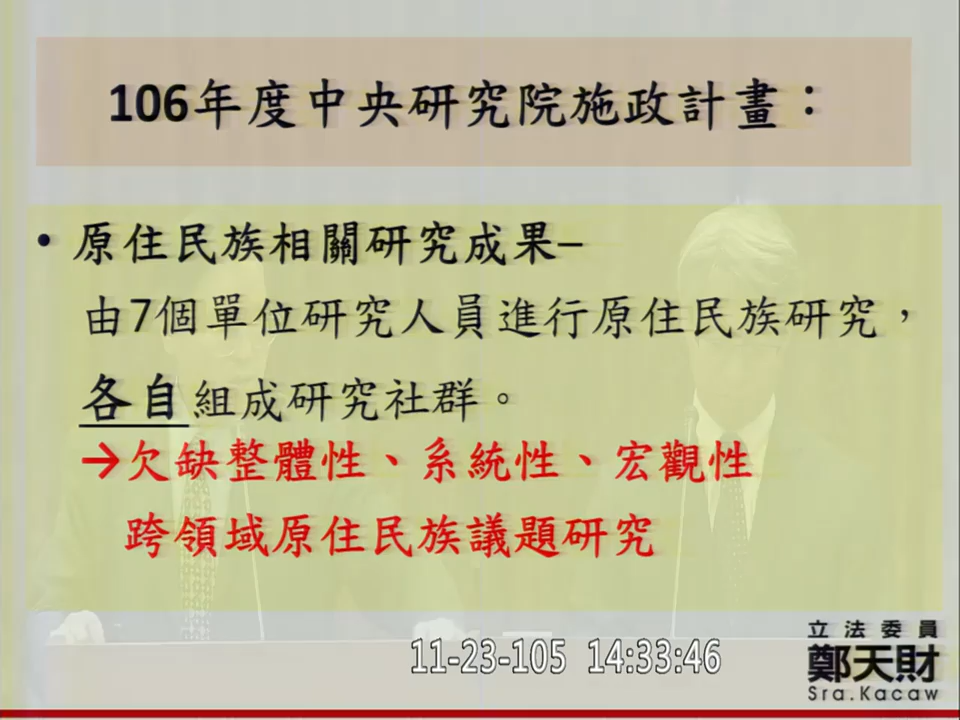 106年度中央研究院施政計畫：
• 原住民族相關研究成果–
由7個單位研究人員進行原住民族研究，
各自組成研究社群。
→欠缺整體性、系統性、宏觀性
跨領域原住民族議題研究
11-23-105 14:33:46
立法委員
鄭天財
Sra.Kacaw